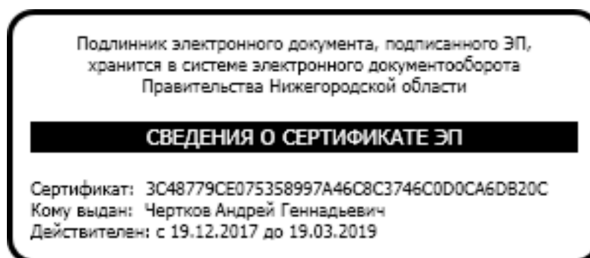 Подлинник электронного документа, подписанного ЭП,
хранится в системе электронного документооборота
Правительства Нижегородской области
СВЕДЕНИЯ О СЕРТИФИКАТЕ ЭП
Сертификат: 3C48779CE075358997A46C8C3746C0D0CA6DB20C
Кому выдан: Чертков Андрей Геннадьевич
Действителен: с 19.12.2017 до 19.03.2019